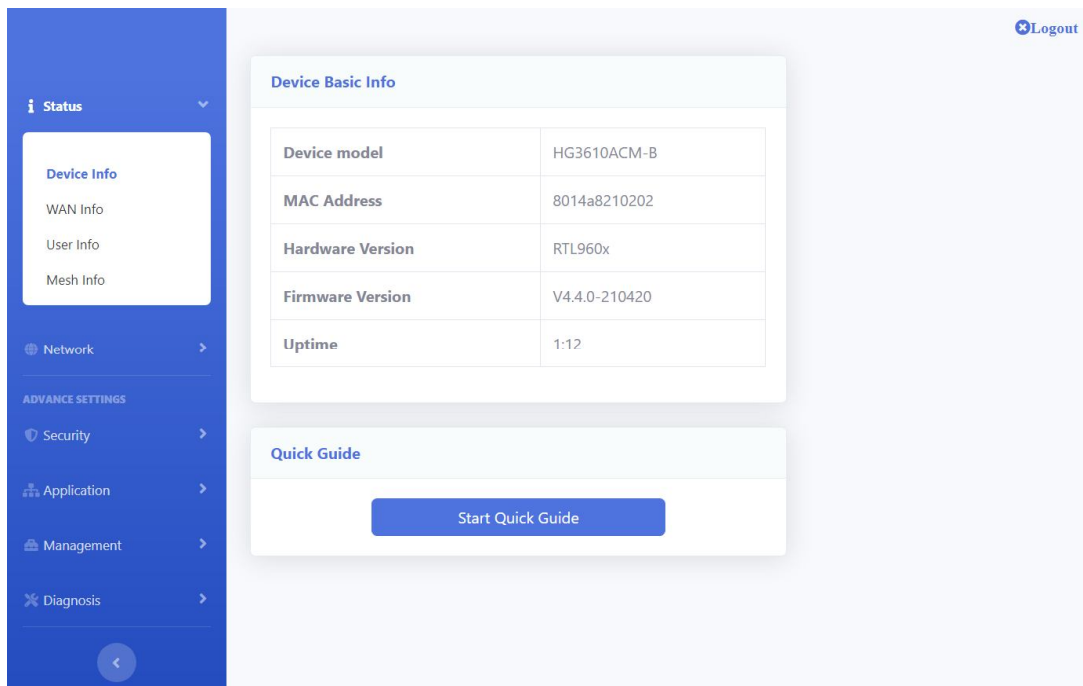 Logout
Status
Device Info
WAN Info
User Info
Mesh Info
Network
ADVANCE SETTINGS
Security
Application
Management
Diagnosis
Device Basic Info
Device model HG3610ACM-B
MAC Address 8014a8210202
Hardware Version RTL960x
Firmware Version V4.4.0-210420
Uptime 1:12
Quick Guide
Start Quick Guide